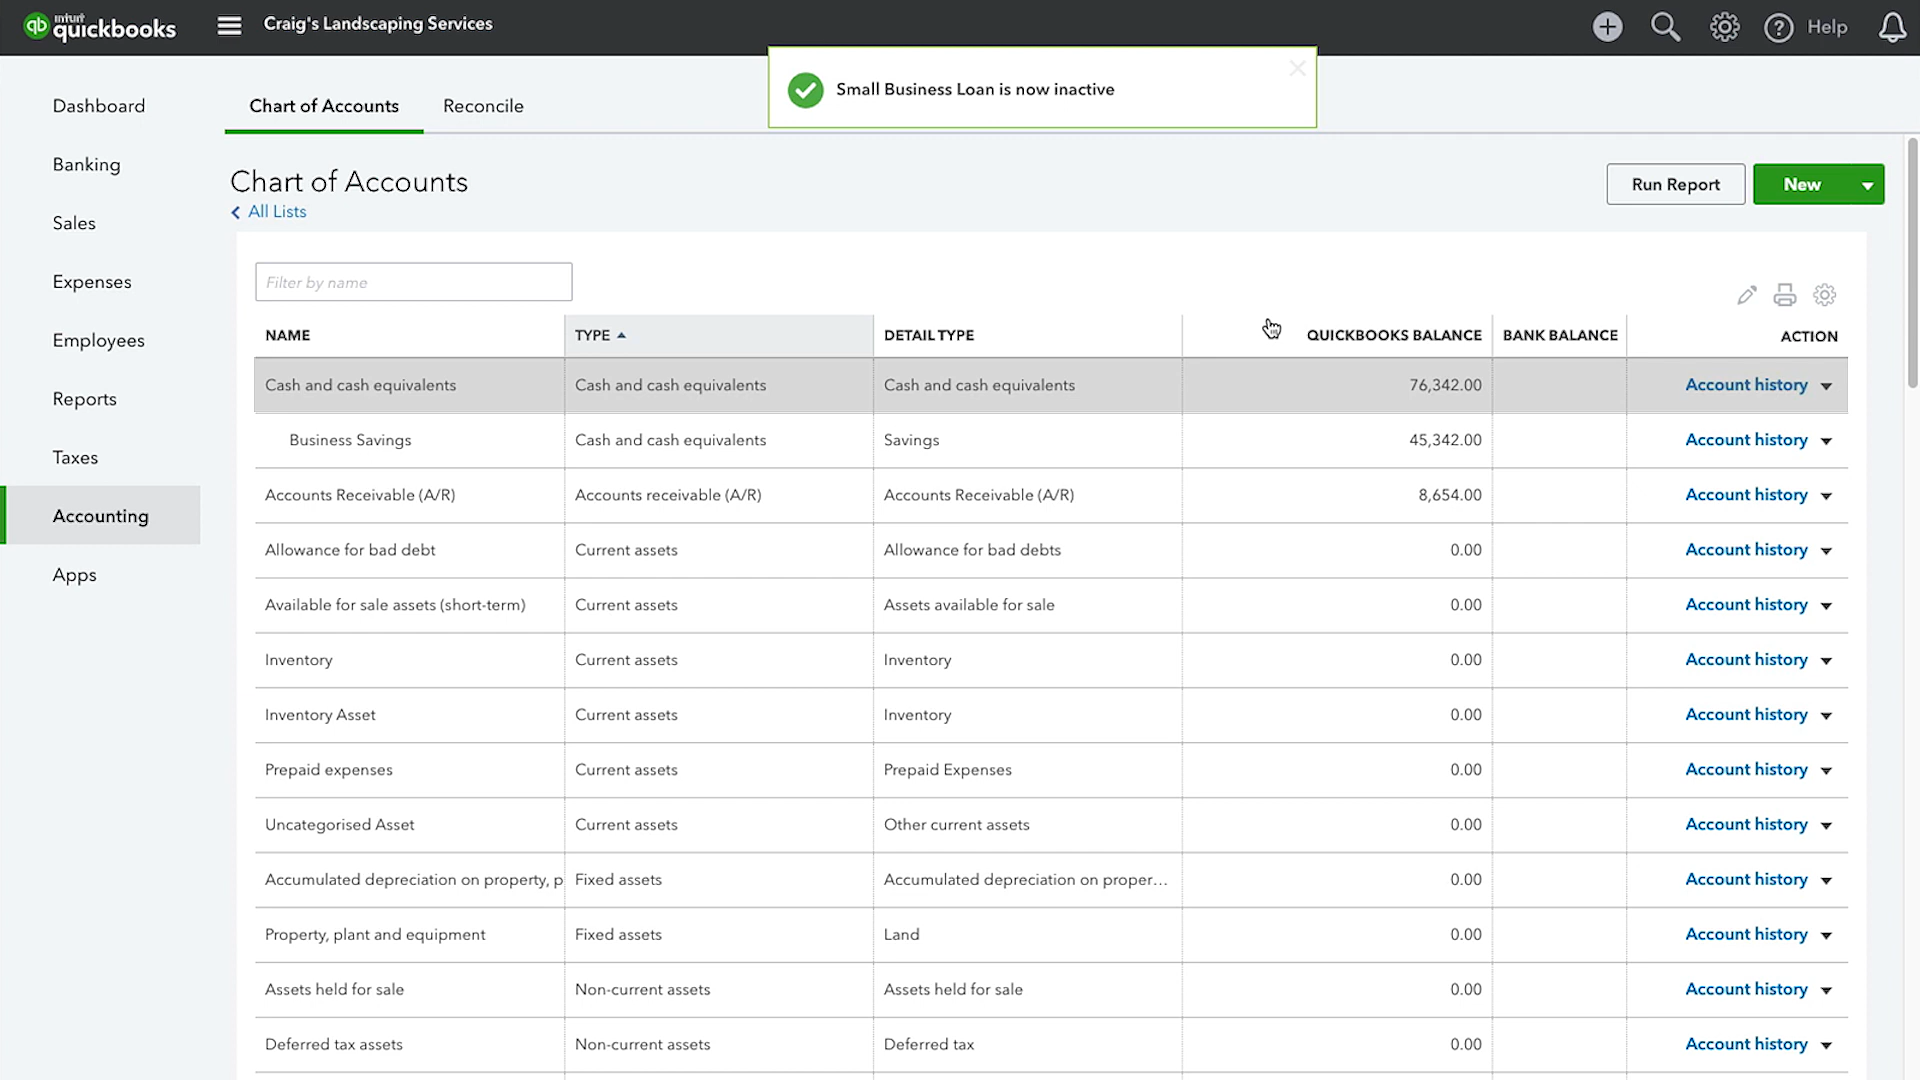 intuit
qb quickbooks
Craig's Landscaping Services
Help
Small Business Loan is now inactive
Dashboard
Banking
Sales
Expenses
Employees
Reports
Taxes
Accounting
Apps
Chart of Accounts Reconcile
Chart of Accounts
All Lists
Run Report New
Filter by name
NAME TYPE DETAIL TYPE QUICKBOOKS BALANCE BANK BALANCE ACTION
Cash and cash equivalents Cash and cash equivalents Cash and cash equivalents 76,342.00 Account history
Business Savings Cash and cash equivalents Savings 45,342.00 Account history
Accounts Receivable (A/R) Accounts receivable (A/R) Accounts Receivable (A/R) 8,654.00 Account history
Allowance for bad debt Current assets Allowance for bad debts 0.00 Account history
Available for sale assets (short-term) Current assets Assets available for sale 0.00 Account history
Inventory Current assets Inventory 0.00 Account history
Inventory Asset Current assets Inventory 0.00 Account history
Prepaid expenses Current assets Prepaid Expenses 0.00 Account history
Uncategorised Asset Current assets Other current assets 0.00 Account history
Accumulated depreciation on property, p Fixed assets Accumulated depreciation on proper... 0.00 Account history
Property, plant and equipment Fixed assets Land 0.00 Account history
Assets held for sale Non-current assets Assets held for sale 0.00 Account history
Deferred tax assets Non-current assets Deferred tax 0.00 Account history